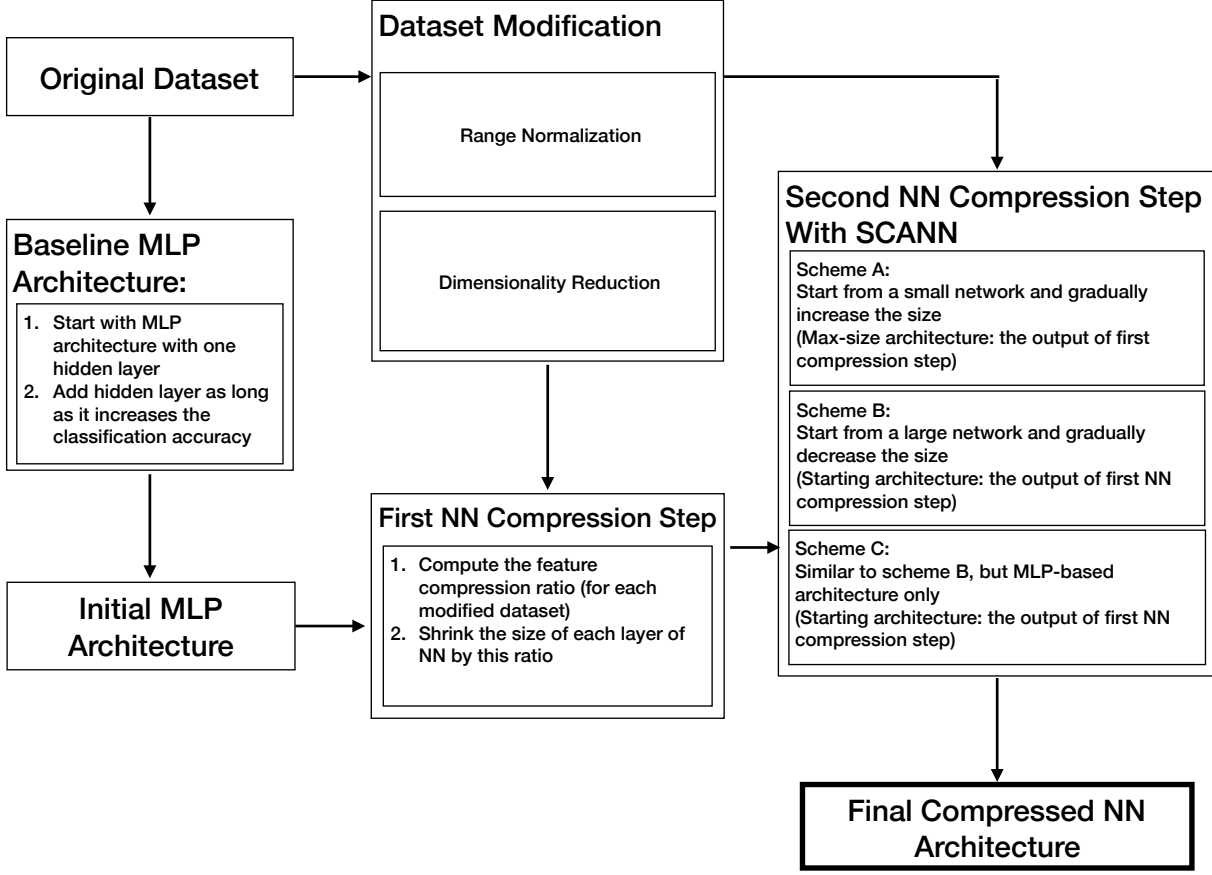 Original Dataset
Dataset Modification
Range Normalization
Dimensionality Reduction
Baseline MLP
Architecture:
1. Start with MLP
architecture with one
hidden layer
2. Add hidden layer as long
as it increases the
classification accuracy
Initial MLP
Architecture
First NN Compression Step
1. Compute the feature
compression ratio (for each
modified dataset)
2. Shrink the size of each layer of
NN by this ratio
Second NN Compression Step
With SCANN
Scheme A:
Start from a small network and gradually
increase the size
(Max-size architecture: the output of first
compression step)
Scheme B:
Start from a large network and gradually
decrease the size
(Starting architecture: the output of first NN
compression step)
Scheme C:
Similar to scheme B, but MLP-based
architecture only
(Starting architecture: the output of first NN
compression step)
Final Compressed NN
Architecture